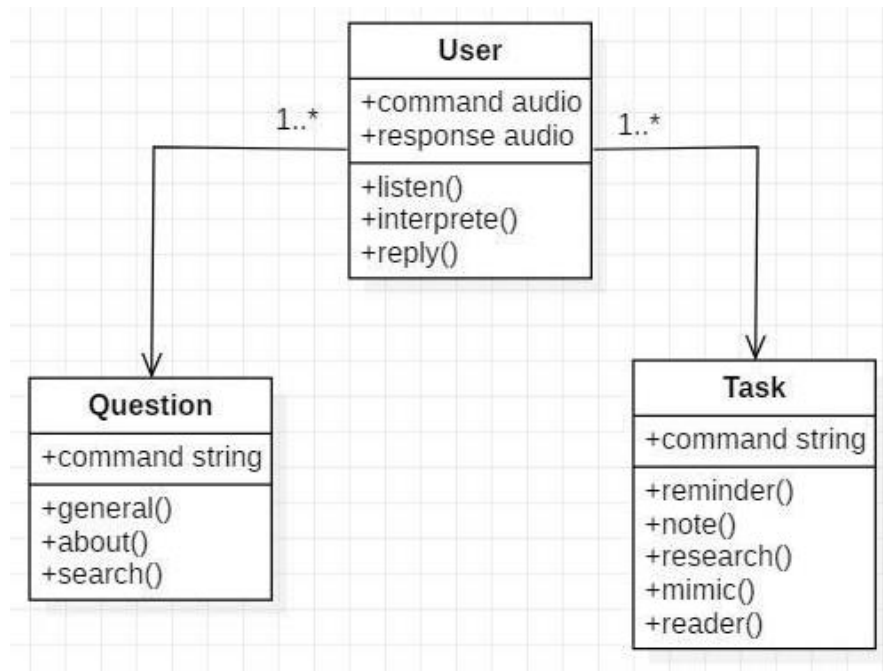 User
+command audio
+response audio
+listen()
+interprete()
+reply()
1..*
1..*
Question
+command string
+general()
+about()
+search()
Task
+command string
+reminder()
+note()
+research()
+mimic()
+reader()